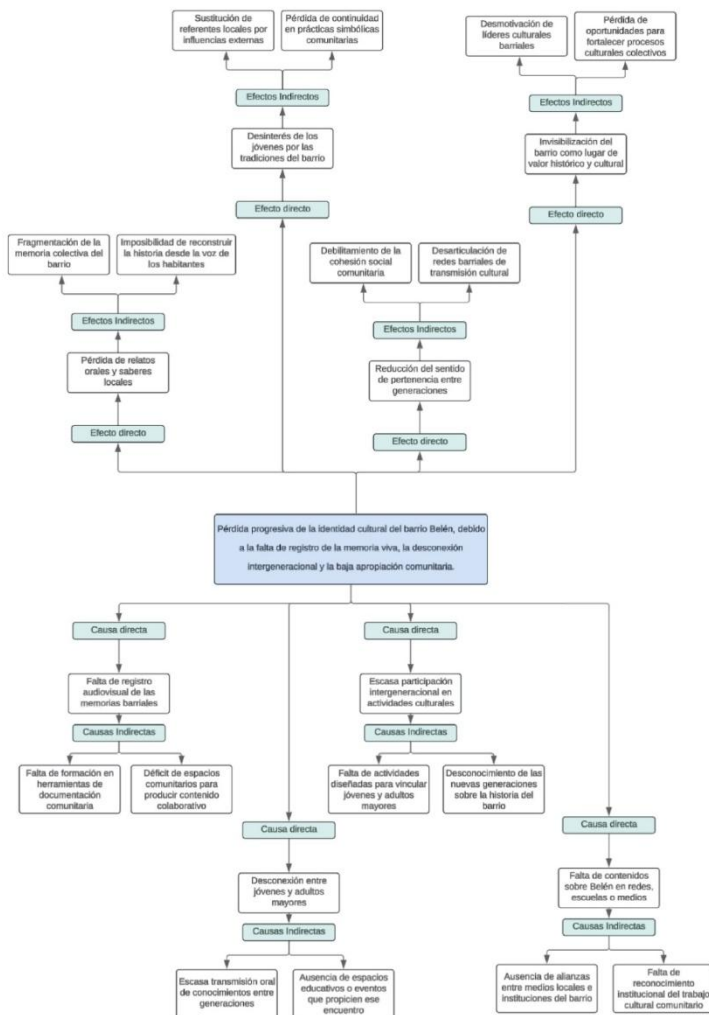 Sustitución de
referentes locales por
influencias externas
Pérdida de continuidad
en prácticas simbólicas
comunitarias
Efectos Indirectos
Desinterés de los
jóvenes por las
tradiciones del barrio
Efecto directo
Desmotivación de
líderes culturales
barriales
Pérdida de
oportunidades para
fortalecer procesos
culturales colectivos
Efectos Indirectos
Invisibilización del
barrio como lugar de
valor histórico y cultural
Efecto directo
Fragmentación de la
memoria colectiva del
barrio
Imposibilidad de reconstruir
la historia desde la voz de
los habitantes
Efectos Indirectos
Pérdida de relatos
orales y saberes
locales
Efecto directo
Debilitamiento de la
cohesión social
comunitaria
Desarticulación de
redes barriales de
transmisión cultural
Efectos Indirectos
Reducción del sentido
de pertenencia entre
generaciones
Efecto directo
Pérdida progresiva de la identidad cultural del barrio Belén, debido
a la falta de registro de la memoria viva, la desconexión
intergeneracional y la baja apropiación comunitaria.
Causa directa
Falta de registro
audiovisual de las
memorias barriales
Causas Indirectas
Falta de formación en
herramientas de
documentación
comunitaria
Déficit de espacios
comunitarios para
producir contenido
colaborativo
Causa directa
Escasa participación
intergeneracional en
actividades culturales
Causas Indirectas
Falta de actividades
diseñadas para vincular
jóvenes y adultos
mayores
Desconocimiento de las
nuevas generaciones
sobre la historia del
barrio
Causa directa
Desconexión entre
jóvenes y adultos
mayores
Causas Indirectas
Escasa transmisión oral
de conocimientos entre
generaciones
Ausencia de espacios
educativos o eventos
que propicien ese
encuentro
Causa directa
Falta de contenidos
sobre Belén en redes,
escuelas o medios
Causas Indirectas
Ausencia de alianzas
entre medios locales e
instituciones del barrio
Falta de
reconocimiento
institucional del trabajo
cultural comunitario